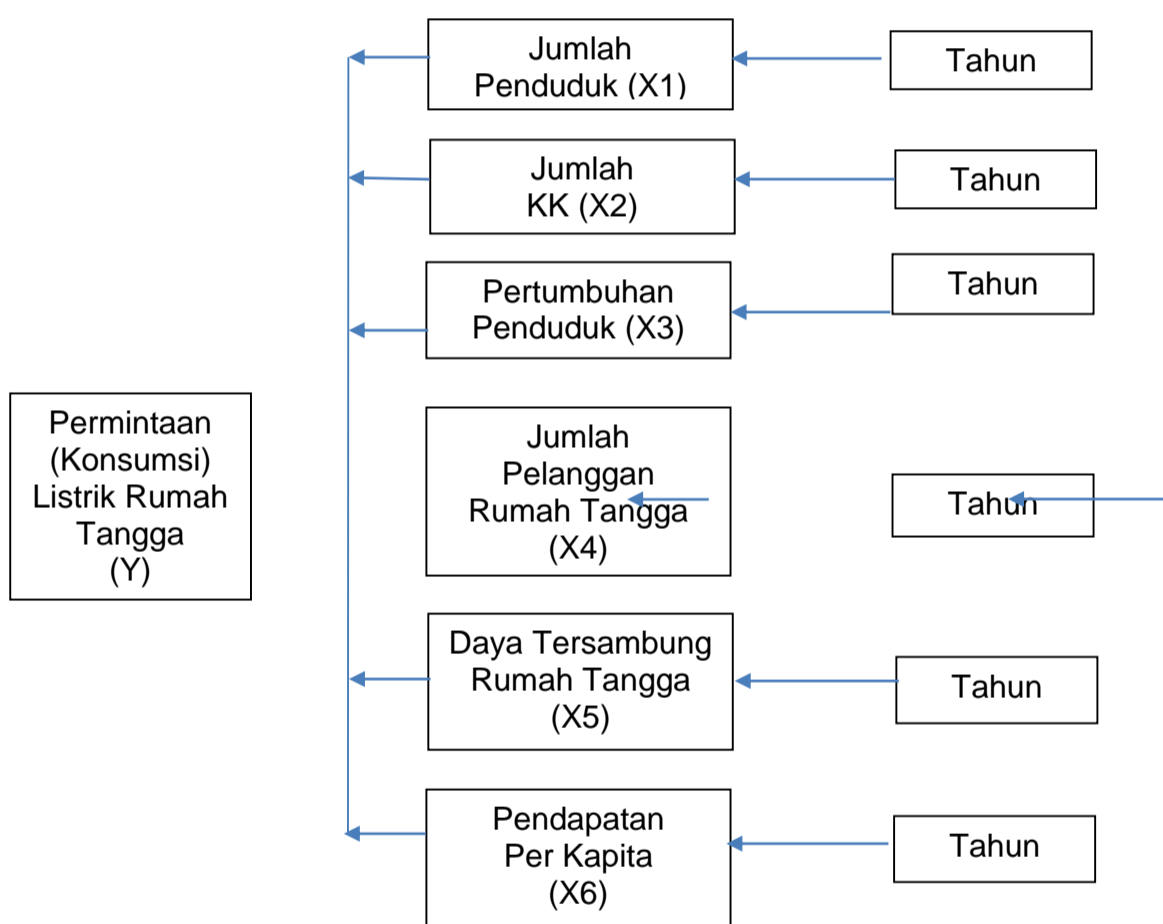 Jumlah
Penduduk (X1)
Tahun
Jumlah
KK (X2)
Tahun
Pertumbuhan
Penduduk (X3)
Tahun
Permintaan
(Konsumsi)
Listrik Rumah
Tangga
(Y)
Jumlah
Pelanggan
Rumah Tangga
(X4)
Tahun
Daya Tersambung
Rumah Tangga
(X5)
Tahun
Pendapatan
Per Kapita
(X6)
Tahun